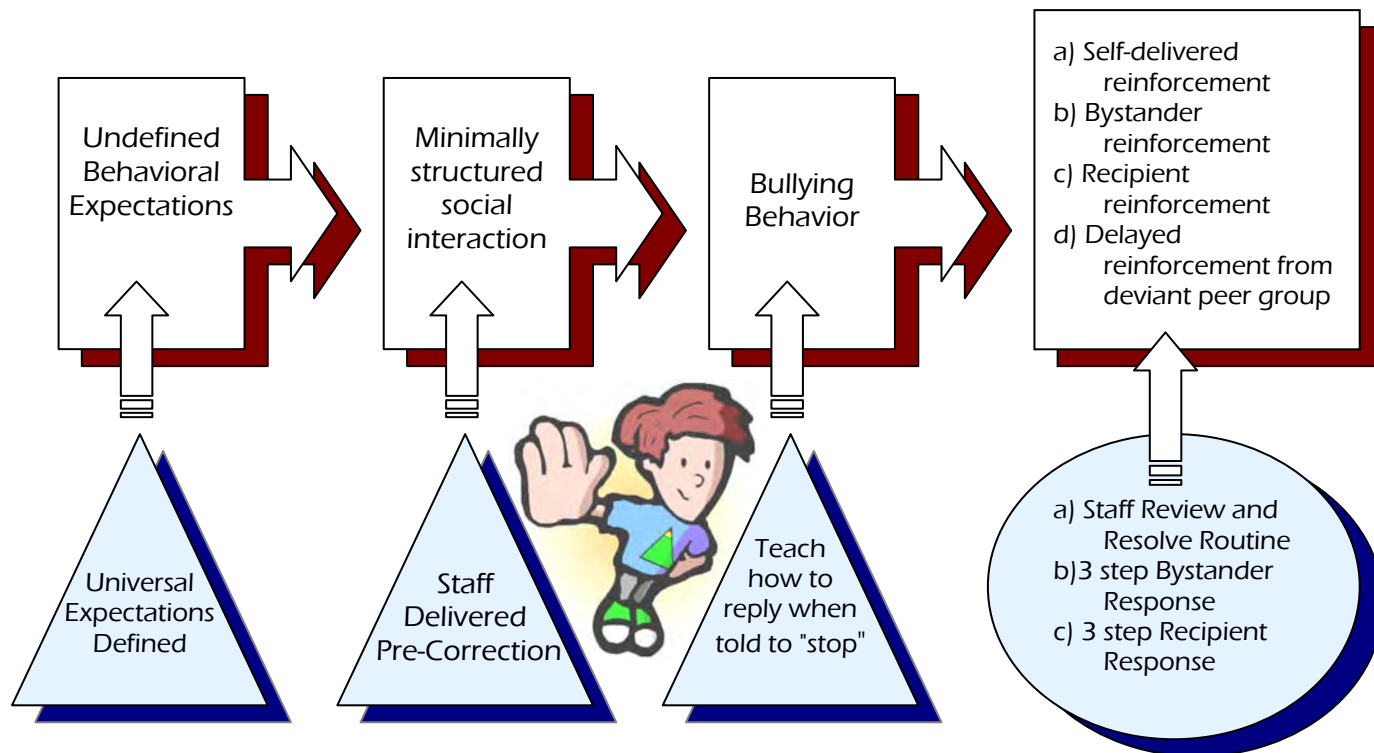 Undefined
Behavioral
Expectations
Minimally
structured
social
interaction
Bullying
Behavior
a) Self-delivered
reinforcement
b) Bystander
reinforcement
c) Recipient
reinforcement
d) Delayed
reinforcement from
deviant peer group
Universal
Expectations
Defined
Staff
Delivered
Pre-Correction
Teach
how to
reply when
told to "stop"
a) Staff Review and
Resolve Routine
b)3 step Bystander
Response
c) 3 step Recipient
Response